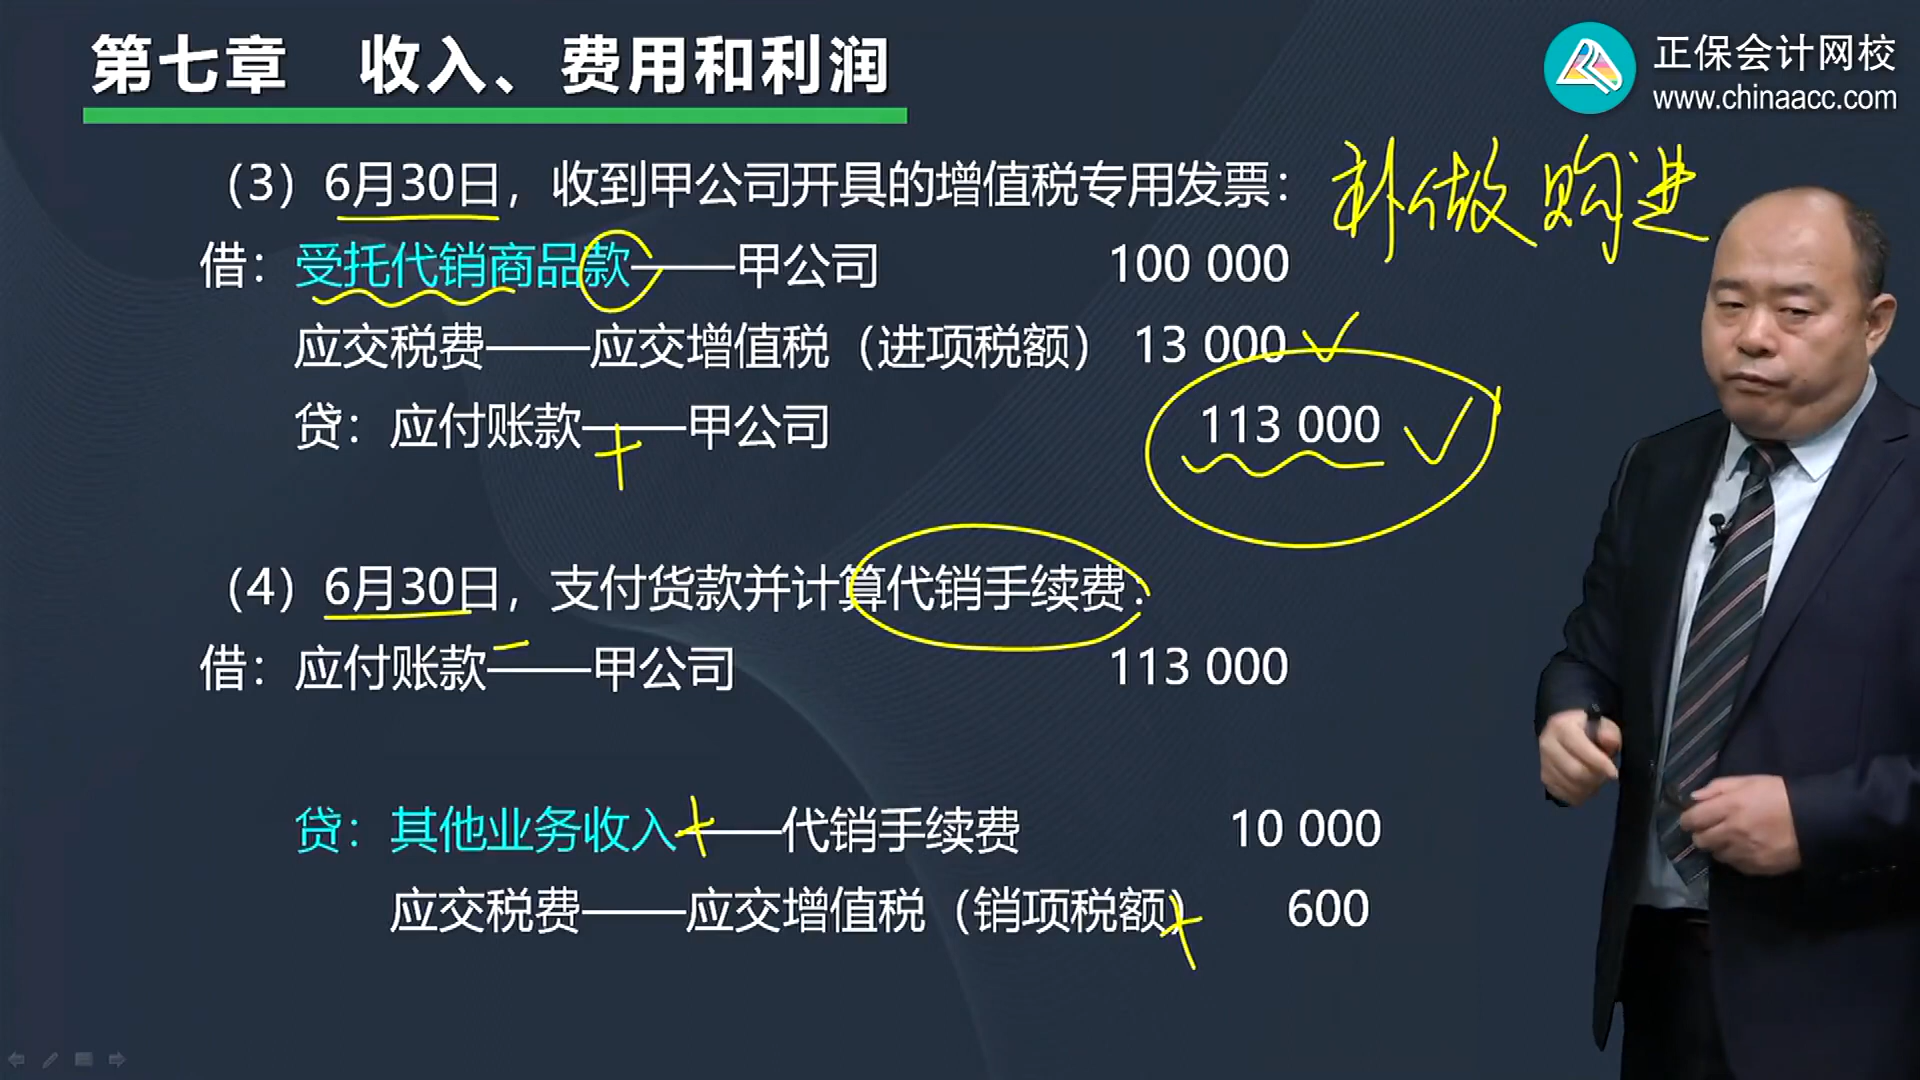 第七章 收入、费用和利润
正保会计网校
www.chinaacc.com
（3）6月30日，收到甲公司开具的增值税专用发票：
补做购进
借：受托代销商品款——甲公司 100 000
应交税费——应交增值税（进项税额） 13 000
贷：应付账款——甲公司 113 000
（4）6月30日，支付货款并计算代销手续费：
借：应付账款——甲公司 113 000
贷：其他业务收入——代销手续费 10 000
应交税费——应交增值税（销项税额） 600